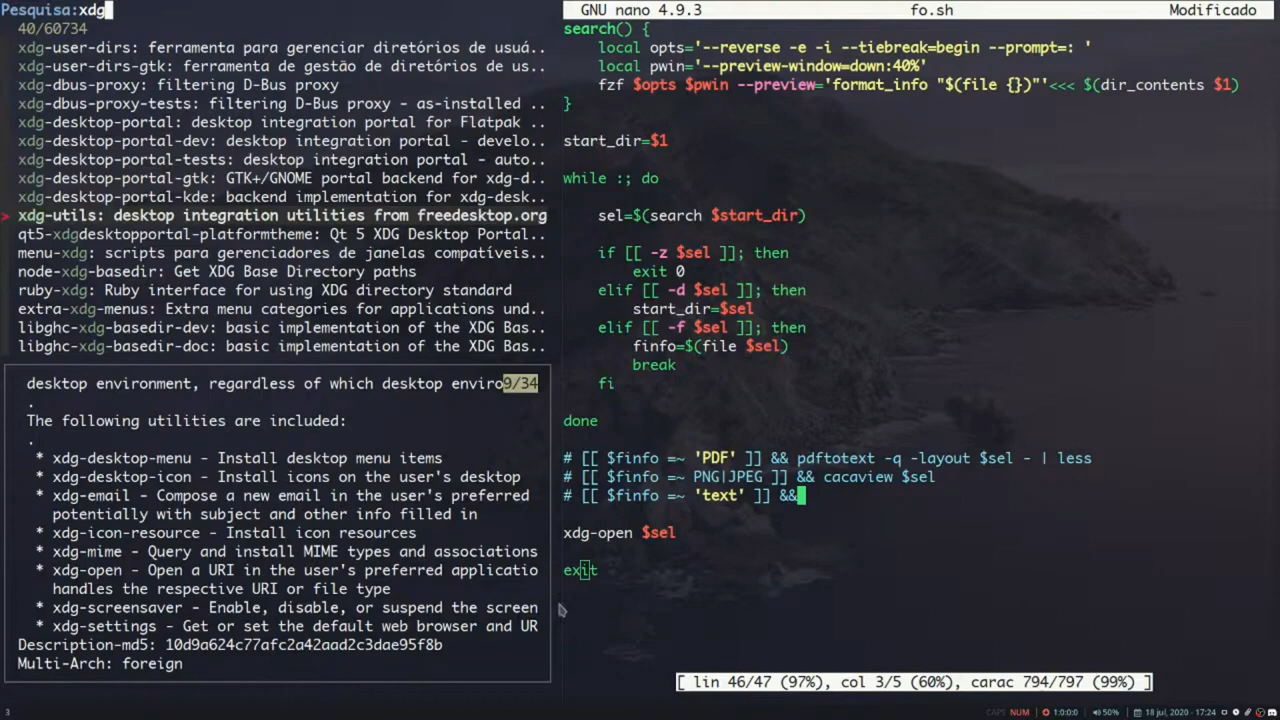 Pesquisa:xdg
40/60734
xdg-user-dirs: ferramenta para gerenciar diretórios de usuá..
xdg-user-dirs-gtk: ferramenta de gestão de diretórios de us..
xdg-dbus-proxy: filtering D-Bus proxy
xdg-dbus-proxy-tests: filtering D-Bus proxy - as-installed ..
xdg-desktop-portal: desktop integration portal for Flatpak ..
xdg-desktop-portal-dev: desktop integration portal - develo..
xdg-desktop-portal-tests: desktop integration portal - auto..
xdg-desktop-portal-gtk: GTK+/GNOME portal backend for xdg-d..
xdg-desktop-portal-kde: backend implementation for xdg-desk..
> xdg-utils: desktop integration utilities from freedesktop.org
qt5-xdgdesktopportal-platformtheme: Qt 5 XDG Desktop Portal..
menu-xdg: scripts para gerenciadores de janelas compatíveis..
node-xdg-basedir: Get XDG Base Directory paths
ruby-xdg: Ruby interface for using XDG directory standard
extra-xdg-menus: Extra menu categories for applications und..
libghc-xdg-basedir-dev: basic implementation of the XDG Bas..
libghc-xdg-basedir-doc: basic implementation of the XDG Bas..
desktop environment, regardless of which desktop enviro9/34
.
The following utilities are included:
.
* xdg-desktop-menu - Install desktop menu items
* xdg-desktop-icon - Install icons on the user's desktop
* xdg-email - Compose a new email in the user's preferred
potentially with subject and other info filled in
* xdg-icon-resource - Install icon resources
* xdg-mime - Query and install MIME types and associations
* xdg-open - Open a URI in the user's preferred applicatio
handles the respective URI or file type
* xdg-screensaver - Enable, disable, or suspend the screen
* xdg-settings - Get or set the default web browser and UR
Description-md5: 10d9a624c77afc2a42aad2c3dae95f8b
Multi-Arch: foreign
GNU nano 4.9.3 fo.sh Modificado
search() {
local opts='--reverse -e -i --tiebreak=begin --prompt=: '
local pwin='--preview-window=down:40%'
fzf $opts $pwin --preview='format_info "$(file {})"'<<< $(dir_contents $1)
}
start_dir=$1
while :; do
sel=$(search $start_dir)
if [[ -z $sel ]]; then
exit 0
elif [[ -d $sel ]]; then
start_dir=$sel
elif [[ -f $sel ]]; then
finfo=$(file $sel)
break
fi
done
# [[ $finfo =~ 'PDF' ]] && pdftotext -q -layout $sel - | less
# [[ $finfo =~ PNG|JPEG ]] && cacaview $sel
# [[ $finfo =~ 'text' ]] &&
xdg-open $sel
exit
[ lin 46/47 (97%), col 3/5 (60%), carac 794/797 (99%) ]
3 CAPS NUM 1:0:0:0 50% 18 jul, 2020 - 17:24